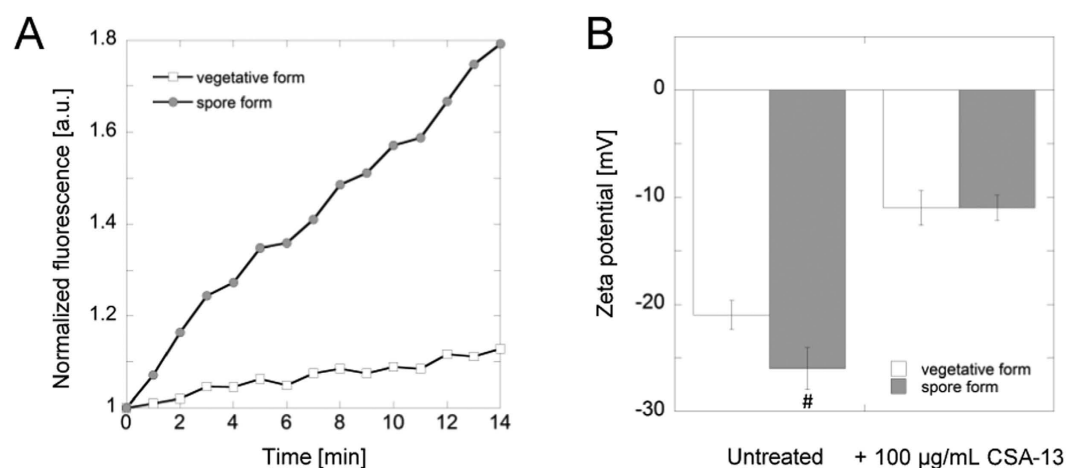 A
Normalized fluorescence [a.u.]
1.8
1.6
1.4
1.2
1
vegetative form
spore form
0 2 4 6 8 10 12 14
Time [min]
B
Zeta potential [mV]
0
-10
-20
-30
#
vegetative form
spore form
Untreated + 100 µg/mL CSA-13